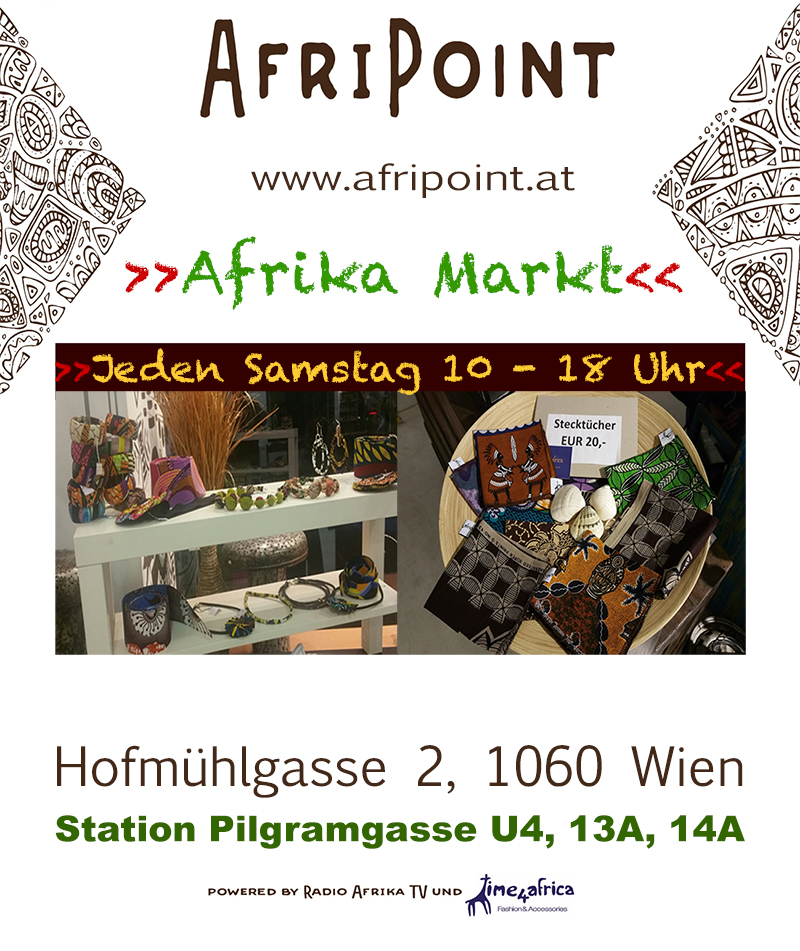 AFRIPOINT
www.afripoint.at
>>Afrika Markt<<
>>Jeden Samstag 10 - 18 Uhr<<
Stecktücher
EUR 20,-
Hofmühlgasse 2, 1060 Wien
Station Pilgramgasse U4, 13A, 14A
POWERED BY RADIO AFRIKA TV UND time4africa
Fashion&Accessories